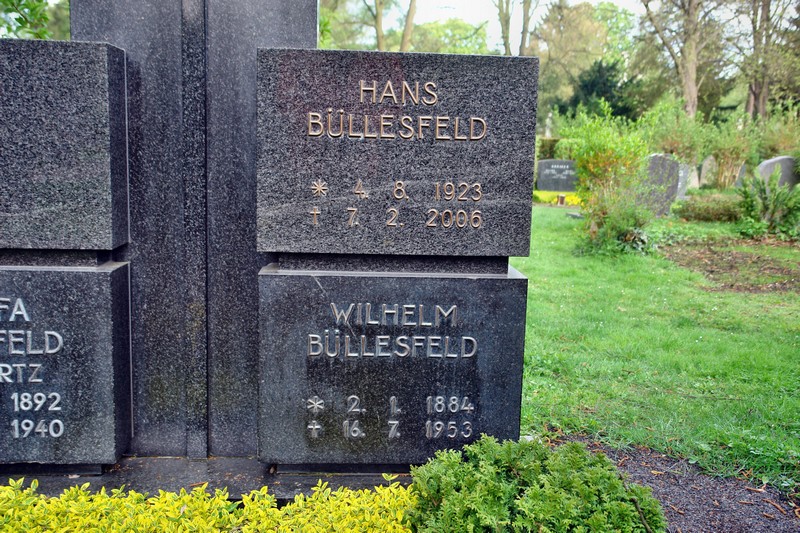 HANS
BÜLLESFELD
* 4. 8. 1923
† 7. 2. 2006
WILHELM
BÜLLESFELD
* 2. 1. 1884
† 16. 7. 1953
FA
SFELD
RTZ
1892
1940